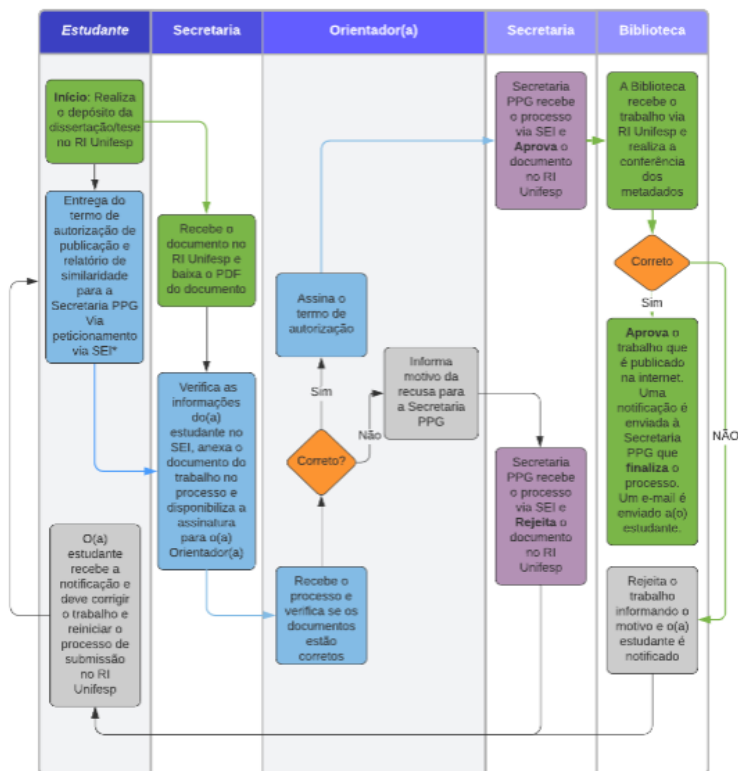 Estudante
Secretaria
Orientador(a)
Secretaria
Biblioteca
Início: Realiza
o depósito da
dissertação/tese
no RI Unifesp
Entrega do
termo de
autorização de
publicação e
relatório de
similaridade
para a
Secretaria PPG
Via
peticionamento
via SEI*
O(a)
estudante
recebe a
notificação e
deve corrigir
o trabalho e
reiniciar o
processo de
submissão
no RI
Unifesp
Recebe o
documento no
RI Unifesp e
baixa o PDF
do documento
Verifica as
informações
do(a)
estudante no
SEI, anexa o
documento do
trabalho no
processo e
disponibiliza a
assinatura
para o(a)
Orientador(a)
Assina o
termo de
autorização
Sim
Correto?
Não
Informa
motivo da
recusa para
a Secretaria
PPG
Recebe o
processo e
verifica se os
documentos
estão
corretos
Secretaria
PPG recebe
o processo
via SEI e
Aprova o
documento
no RI
Unifesp
Secretaria
PPG recebe
o processo
via SEI e
Rejeita o
documento
no RI
Unifesp
A Biblioteca
recebe o
trabalho via
RI Unifesp e
realiza a
conferência
dos
metadados
Correto
Sim
NÃO
Aprova o
trabalho que
é publicado
na internet.
Uma
notificação é
enviada à
Secretaria
PPG que
finaliza o
processo.
Um e-mail é
enviado a(o)
estudante.
Rejeita o
trabalho
informando o
motivo e o(a)
estudante é
notificado